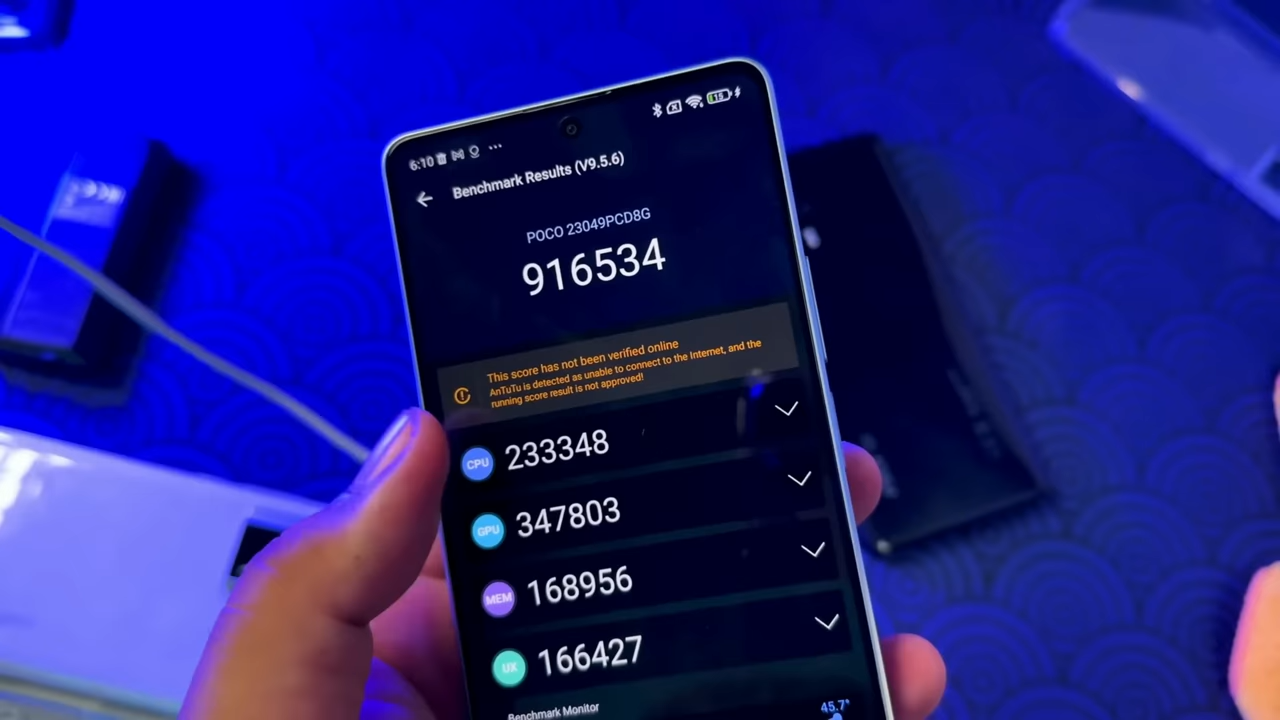 6:10
16
Benchmark Results (V9.5.6)
POCO 23049PCD8G
916534
This score has not been verified online
AnTuTu is detected as unable to connect to the Internet, and the
running score result is not approved!
CPU 233348
GPU 347803
MEM 168956
UX 166427
Benchmark Monitor
45.7°